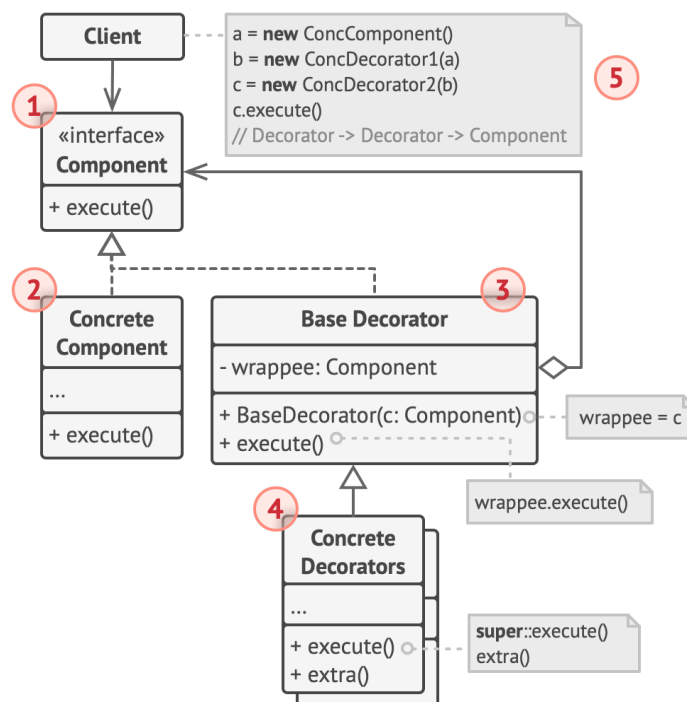 Client
a = new ConcComponent()
b = new ConcDecorator1(a)
c = new ConcDecorator2(b)
c.execute()
// Decorator -> Decorator -> Component
5
1
«interface»
Component
+ execute()
2
Concrete
Component
...
+ execute()
3
Base Decorator
- wrappee: Component
+ BaseDecorator(c: Component)
+ execute()
wrappee = c
wrappee.execute()
4
Concrete
Decorators
...
+ execute()
+ extra()
super::execute()
extra()